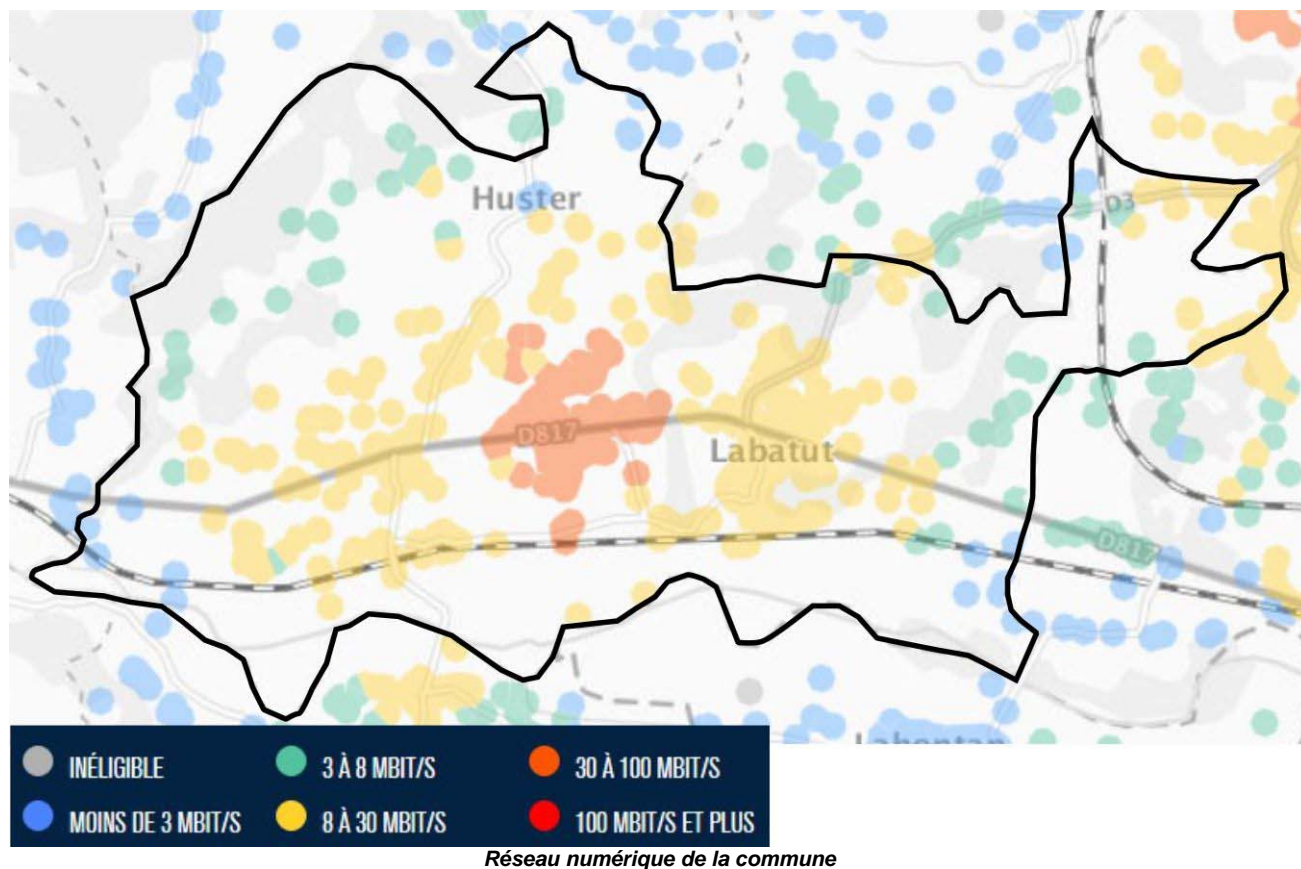 Huster
D3
D817
Labatut
D817
Labontan
INÉLIGIBLE
3 À 8 MBIT/S
30 À 100 MBIT/S
MOINS DE 3 MBIT/S
8 À 30 MBIT/S
100 MBIT/S ET PLUS
Réseau numérique de la commune